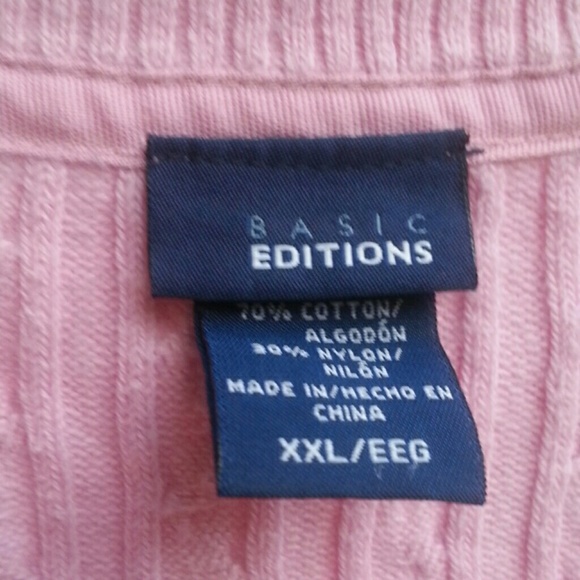 BASIC
EDITIONS
70% COTTON/
ALGODÓN
30% NYLON/
NILÓN
MADE IN/HECHO EN
CHINA
XXL/EEG